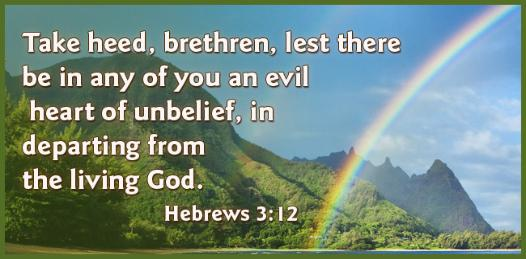 Take heed, brethren, lest there
be in any of you an evil
heart of unbelief, in
departing from
the living God.
Hebrews 3:12